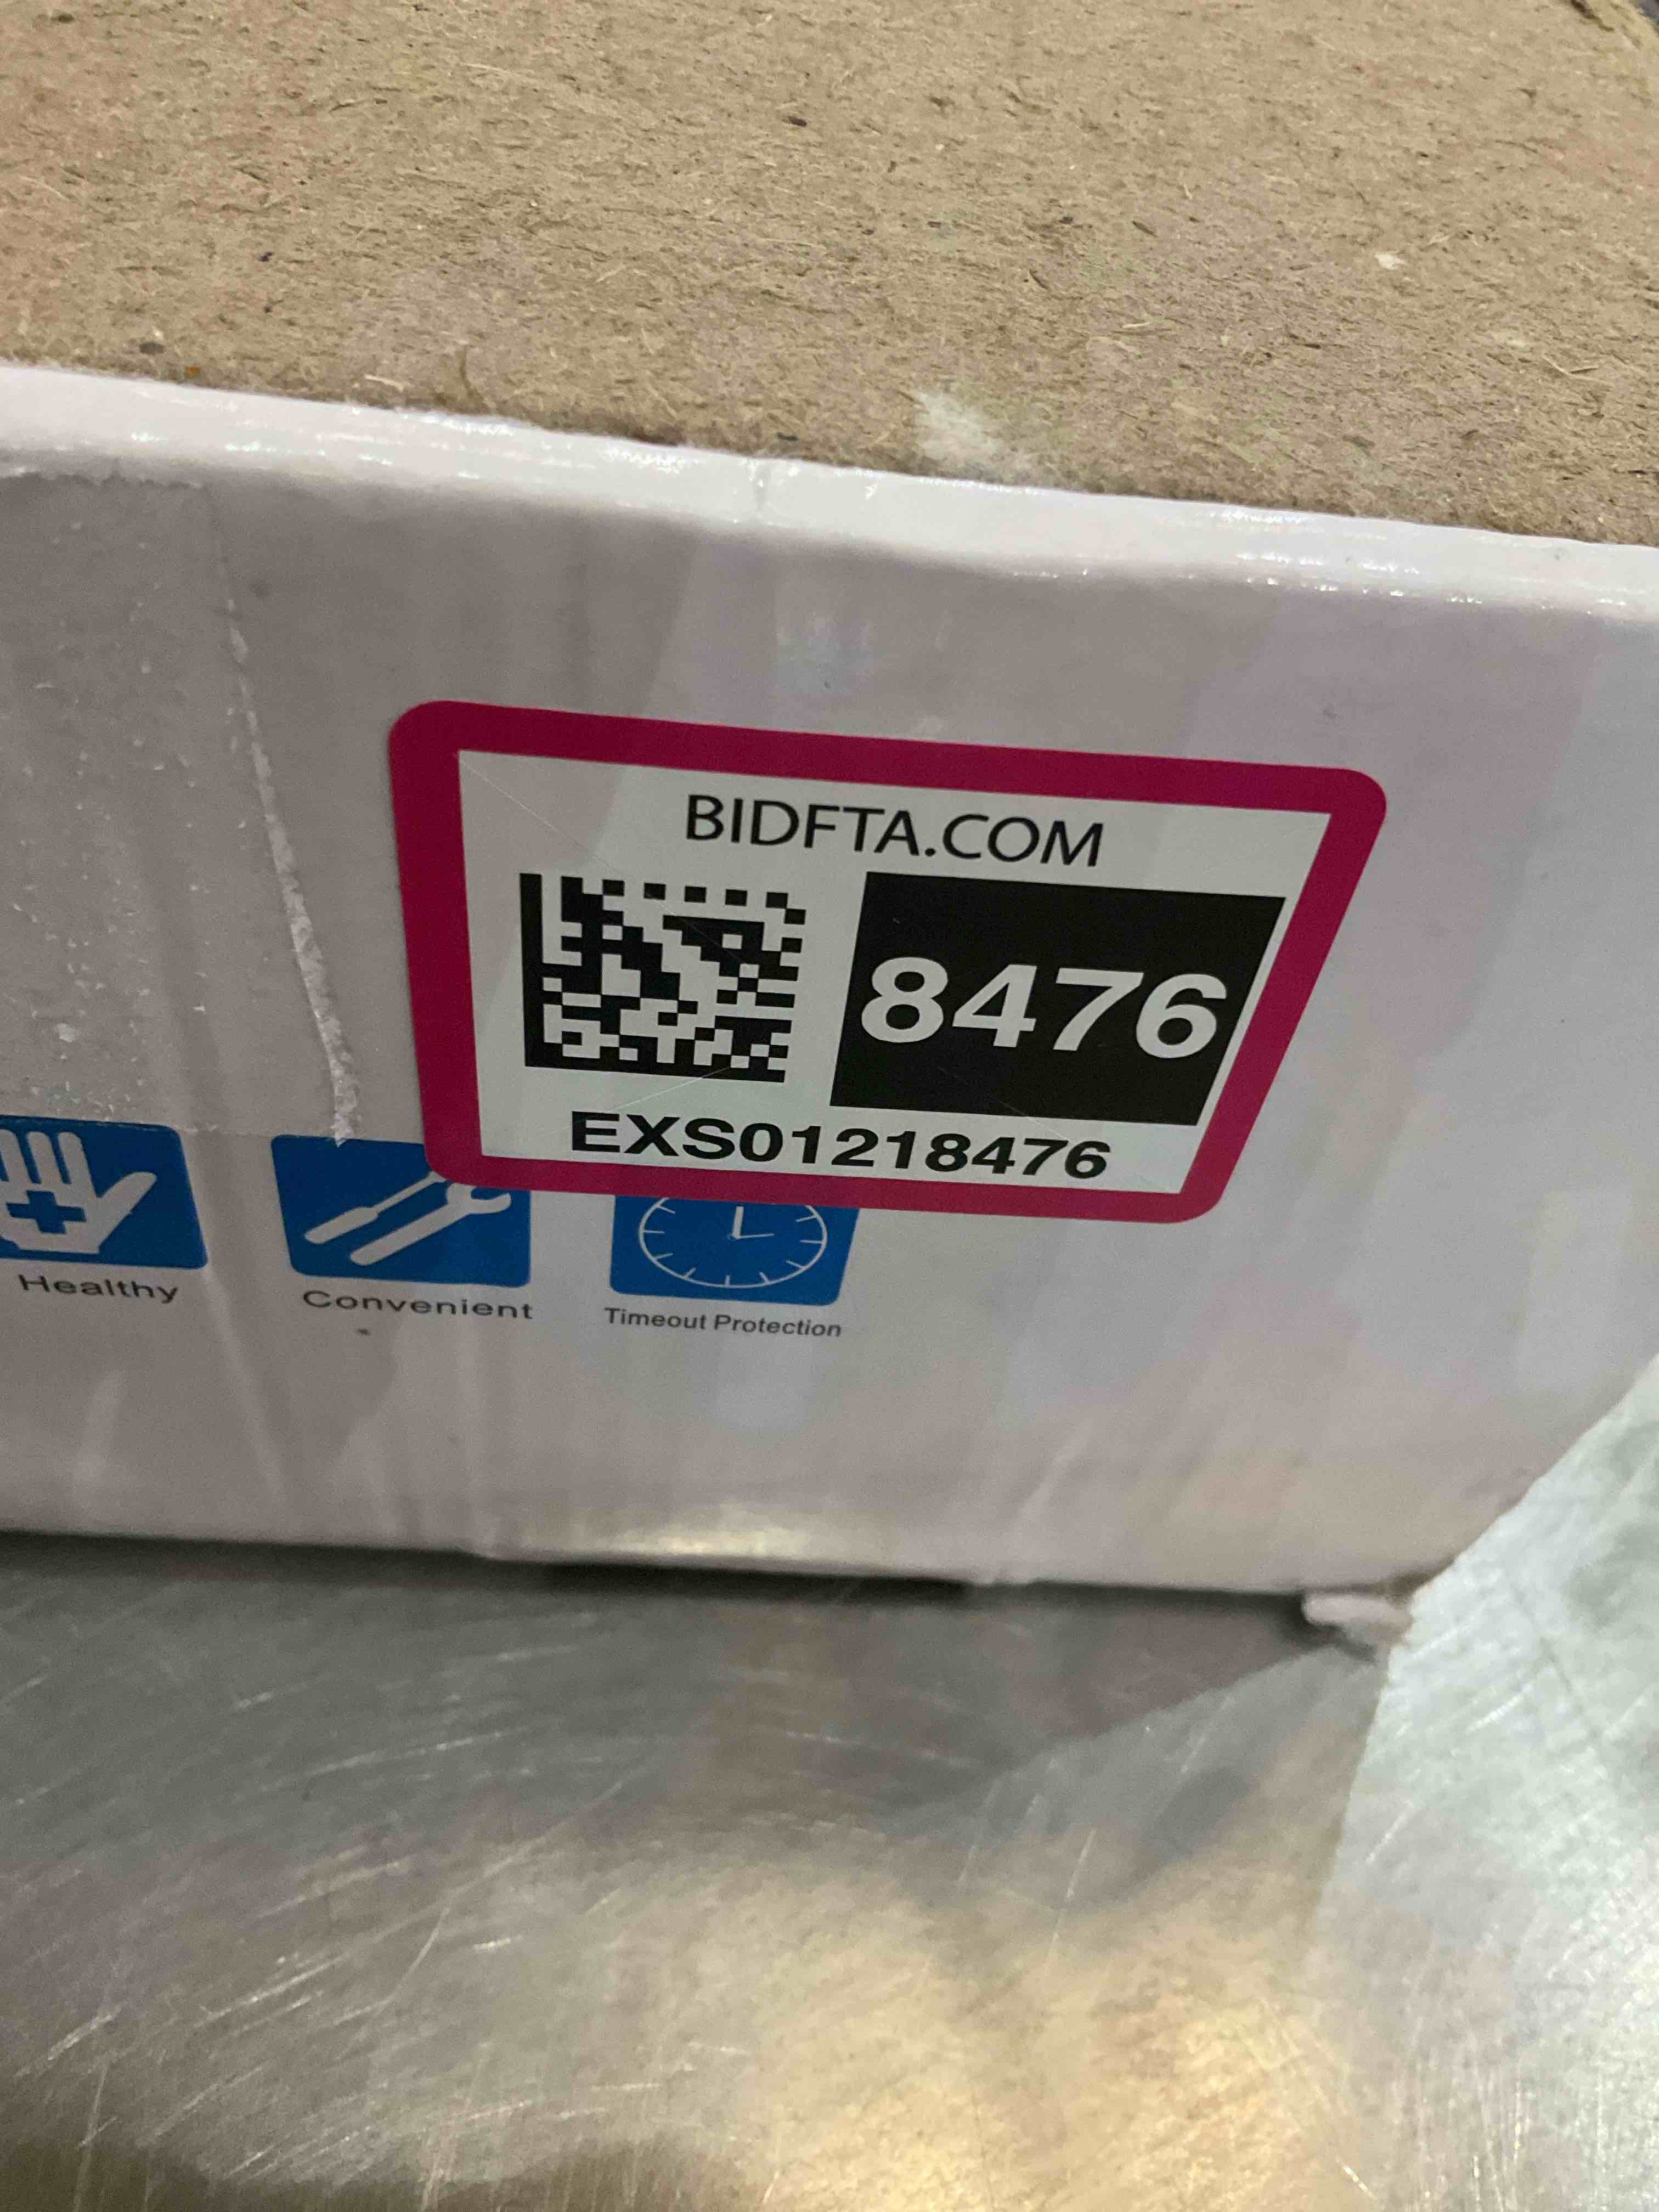 BIDFTA.COM
8476
EXS01218476
Healthy
Convenient
Timeout Protection